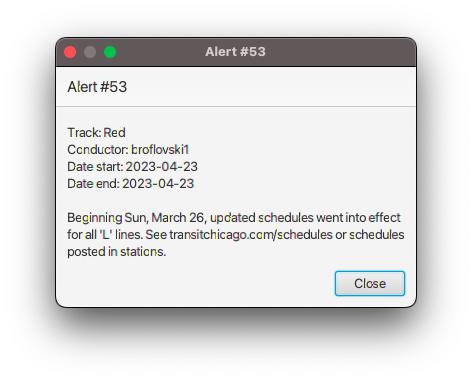 Alert #53
Alert #53
Track: Red
Conductor: broflovski1
Date start: 2023-04-23
Date end: 2023-04-23
Beginning Sun, March 26, updated schedules went into effect
for all 'L' lines. See transitchicago.com/schedules or schedules
posted in stations.
Close